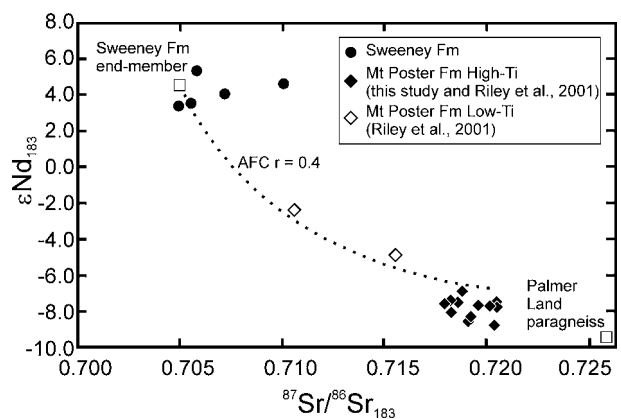 8.0
6.0
4.0
2.0
0.0
-2.0
-4.0
-6.0
-8.0
-10.0
εNd183
Sweeney Fm
end-member
Sweeney Fm
Mt Poster Fm High-Ti
(this study and Riley et al., 2001)
Mt Poster Fm Low-Ti
(Riley et al., 2001)
AFC r = 0.4
Palmer
Land
paragneiss
0.700 0.705 0.710 0.715 0.720 0.725
87Sr/86Sr183